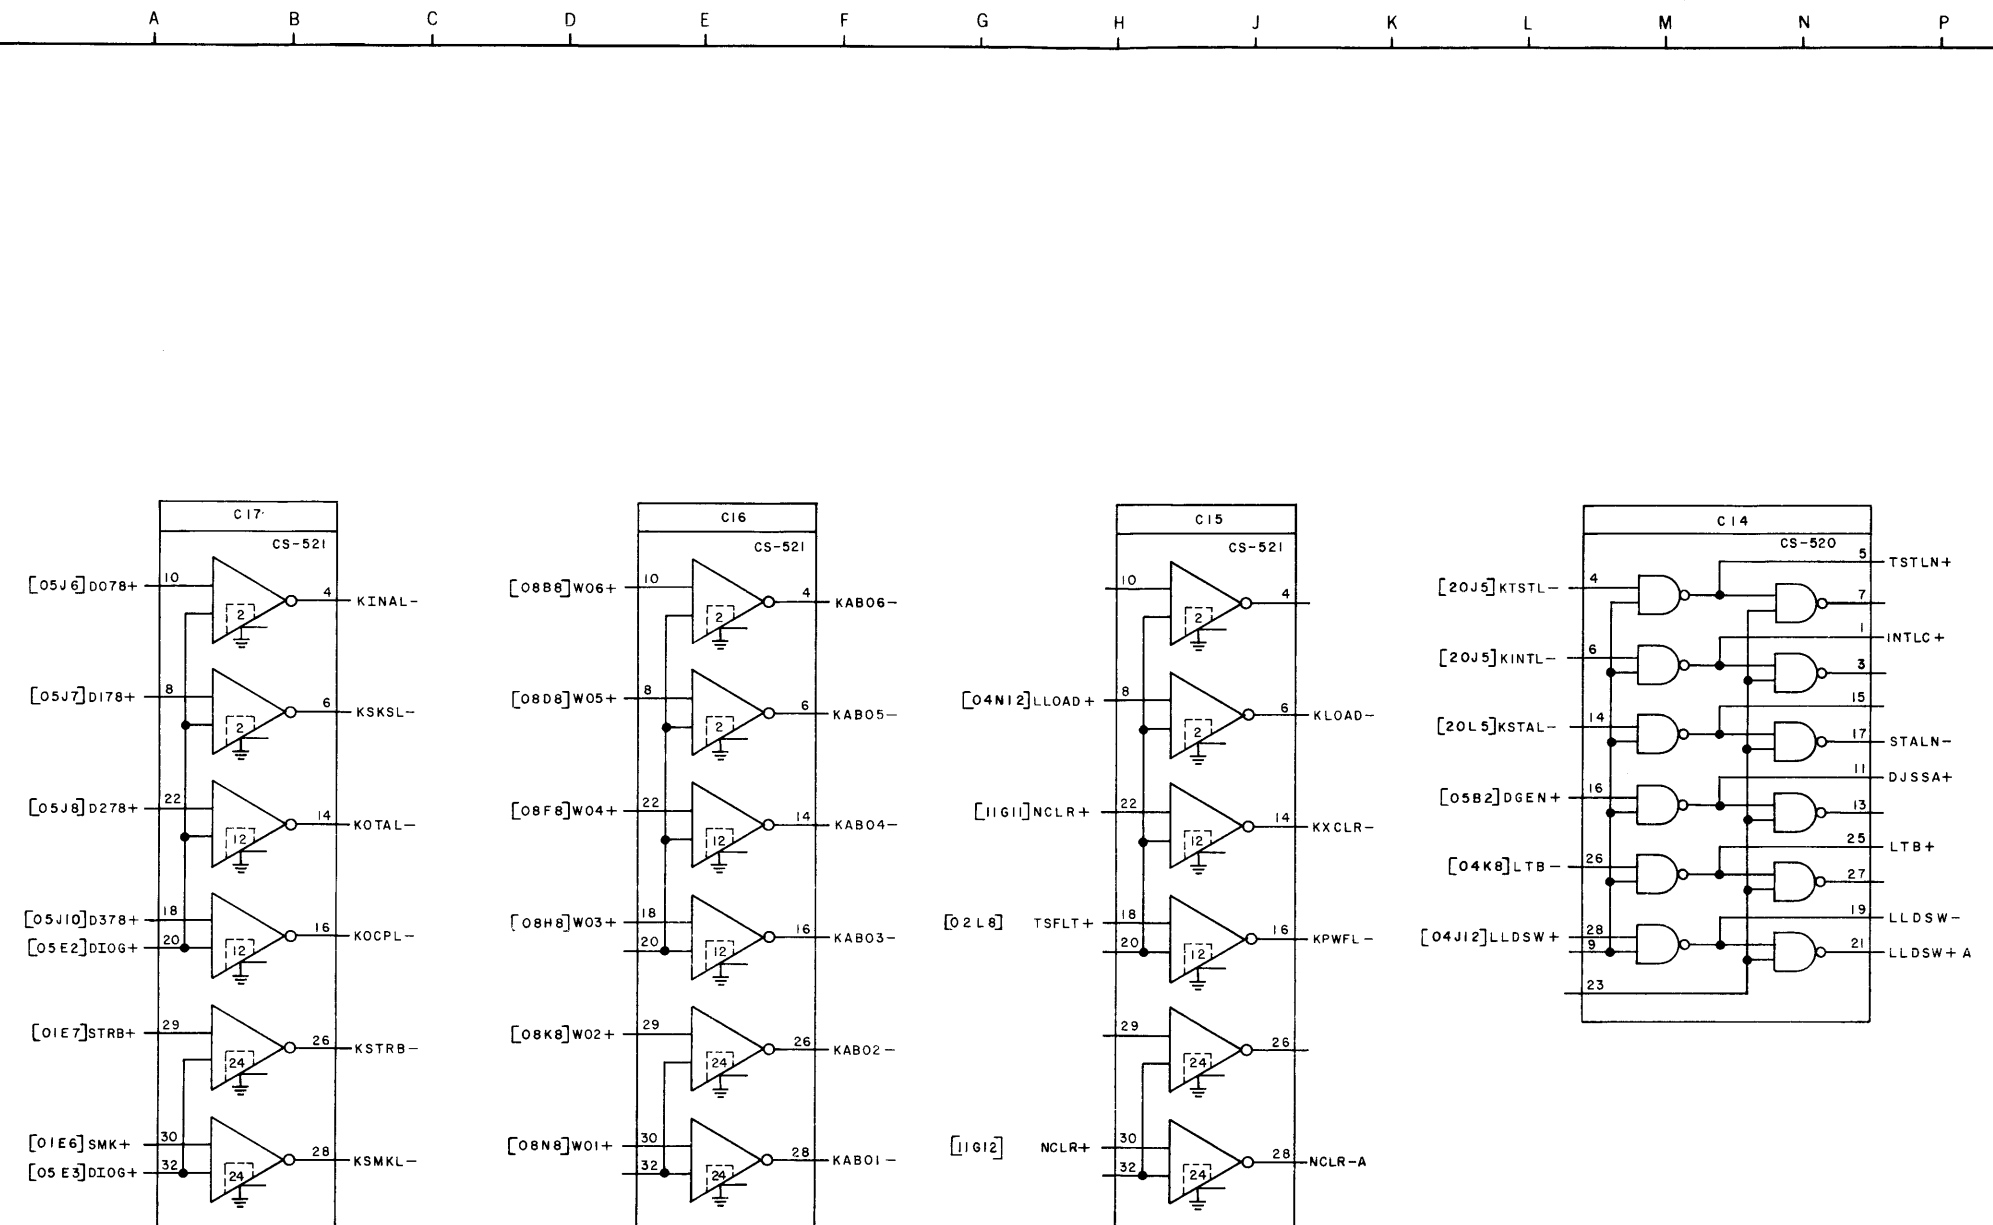 A B C D E F G H J K L M N P
C17
CS-521
[05J6]D078+ 10 2 4 KINAL-
[05J7]D178+ 8 2 6 KSKSL-
[05J8]D278+ 22 12 14 KOTAL-
[05J10]D378+ 18 12 16 KOCPL-
[05E2]DIOG+ 20
[01E7]STRB+ 29 24 26 KSTRB-
[01E6]SMK+ 30 24 28 KSMKL-
[05E3]DIOG+ 32
C16
CS-521
[08B8]W06+ 10 2 4 KAB06-
[08D8]W05+ 8 2 6 KAB05-
[08F8]W04+ 22 12 14 KAB04-
[08H8]W03+ 18 12 16 KAB03-
20
[08K8]W02+ 29 24 26 KAB02-
[08N8]W01+ 30 24 28 KAB01-
32
C15
CS-521
10 2 4
[04N12]LLOAD+ 8 2 6 KLOAD-
[11G11]NCLR+ 22 12 14 KXCLR-
[02L8] TSFLT+ 18 12 16 KPWFL-
20
29 24 26
[11G12] NCLR+ 30 24 28 NCLR-A
32
C14
CS-520
5 TSTLN+
[20J5]KTSTL- 4 7
1 INTLC+
[20J5]KINTL- 6 3
15
[20L5]KSTAL- 14 17 STALN-
11 DJSSA+
[05B2]DGEN+ 16 13
25 LTB+
[04K8]LTB- 26 27
19 LLDSW-
[04J12]LLDSW+ 28 21 LLDSW+A
9
23